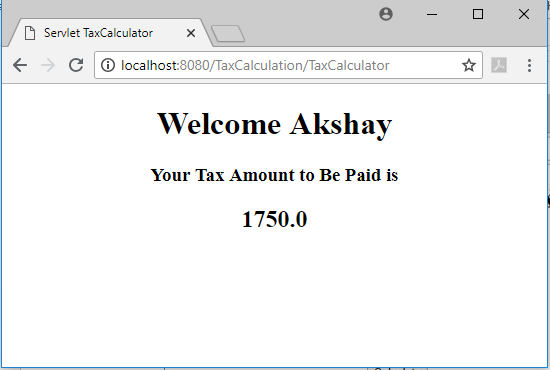 Servlet TaxCalculator
localhost:8080/TaxCalculation/TaxCalculator
Welcome Akshay
Your Tax Amount to Be Paid is
1750.0